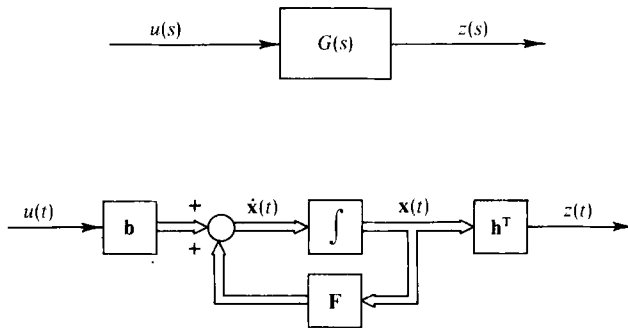 u(s) G(s) z(s)
u(t) b + + ẋ(t) ∫ x(t) hᵀ z(t)
F